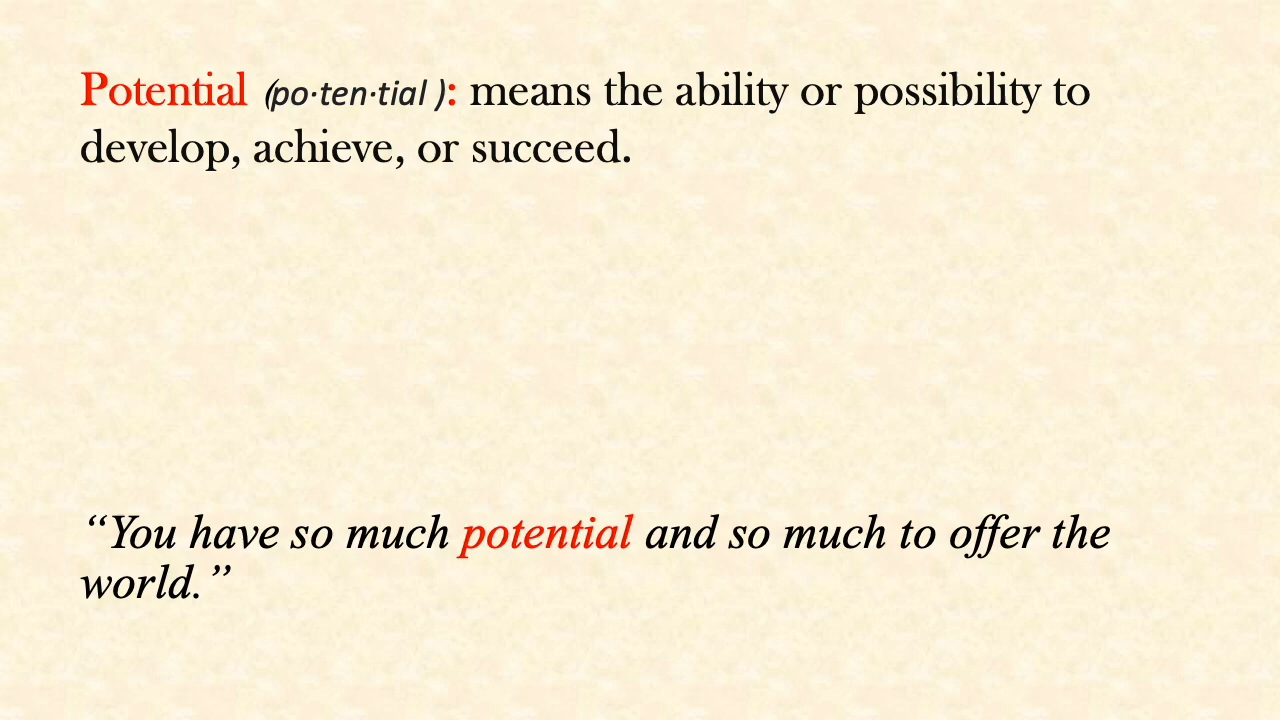 Potential (po·ten·tial ): means the ability or possibility to
develop, achieve, or succeed.
“You have so much potential and so much to offer the
world.”